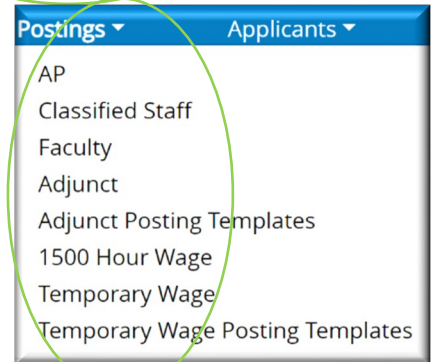 Postings Applicants
AP
Classified Staff
Faculty
Adjunct
Adjunct Posting Templates
1500 Hour Wage
Temporary Wage
Temporary Wage Posting Templates